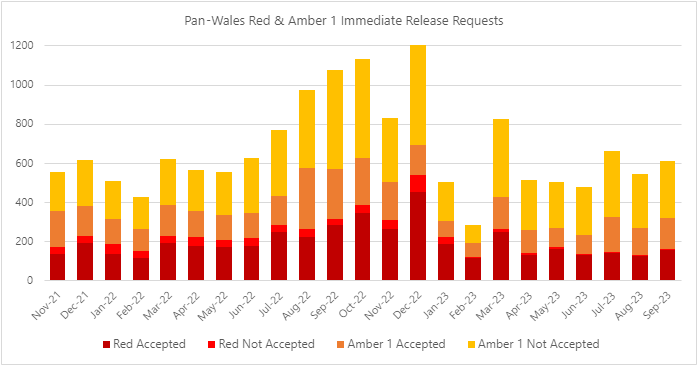 Pan-Wales Red & Amber 1 Immediate Release Requests
1200
1000
800
600
400
200
0
Nov-21 Dec-21 Jan-22 Feb-22 Mar-22 Apr-22 May-22 Jun-22 Jul-22 Aug-22 Sep-22 Oct-22 Nov-22 Dec-22 Jan-23 Feb-23 Mar-23 Apr-23 May-23 Jun-23 Jul-23 Aug-23 Sep-23
Red Accepted Red Not Accepted Amber 1 Accepted Amber 1 Not Accepted